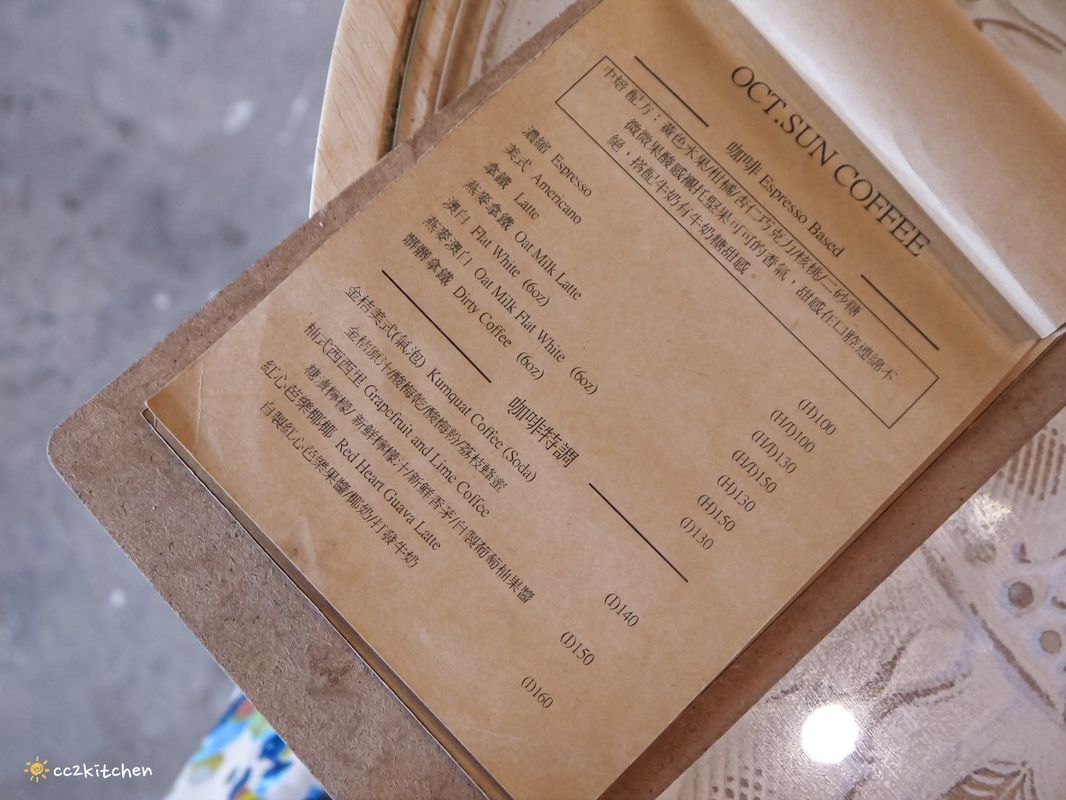 OCT.SUN COFFEE
咖啡 Espresso Based
中焙 配方：黃色水果/柑橘/杏仁巧克力/核桃/二砂糖
微微果酸感襯托堅果可可的香氣，甜感在口腔連綿不
絕，搭配牛奶有牛奶糖甜感。
濃縮 Espresso (H)100
美式 Americano (H/I)100
拿鐵 Latte (H/I)130
燕麥拿鐵 Oat Milk Latte (H/I)150
澳白 Flat White (6oz) (H)130
燕麥澳白 Oat Milk Flat White (6oz) (H)150
髒髒拿鐵 Dirty Coffee (6oz) (I)130
咖啡特調
金桔美式(氣泡) Kumquat Coffee (Soda) (I)140
金桔原汁/酸梅乾/酸梅粉/荔枝蜂蜜
柚式西西里 Grapefruit and Lime Coffee (I)150
糖漬檸檬/新鮮檸檬汁/新鮮香茅/自製葡萄柚果醬
紅心芭樂椰椰 Red Heart Guava Latte (I)160
自製紅心芭樂果醬/椰奶/打發牛奶
cc2kitchen